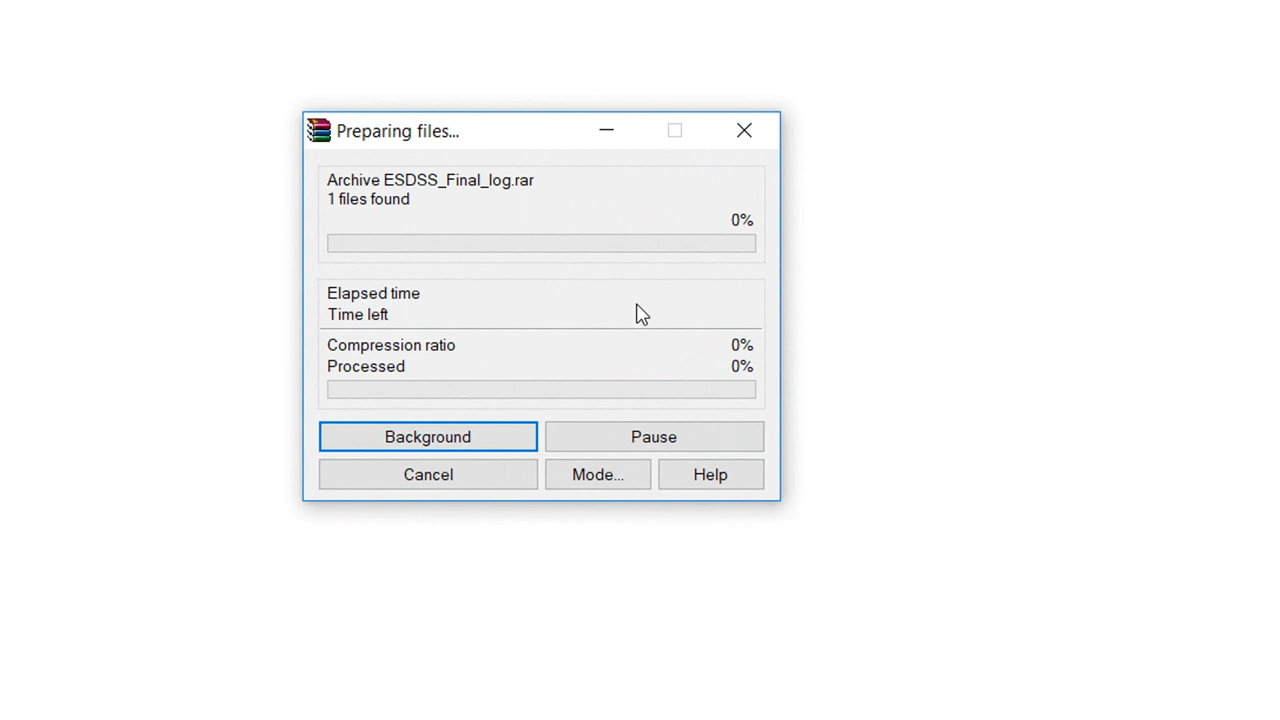 Preparing files...
Archive ESDSS_Final_log.rar
1 files found
0%
Elapsed time
Time left
Compression ratio 0%
Processed 0%
Background Pause
Cancel Mode... Help